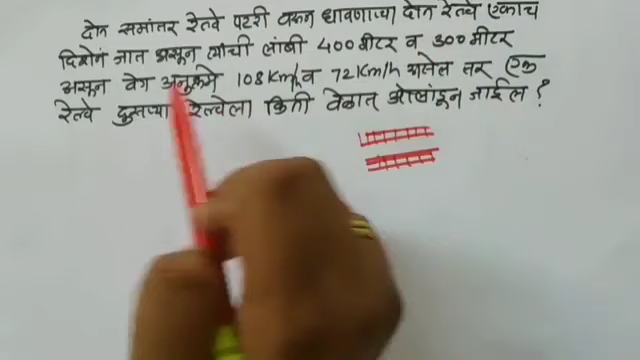 दोन समांतर रेल्वे पटरी वरून धावणाऱ्या दोन रेल्वे एकाच
दिशेनं जात असून त्यांची लांबी 400 मीटर व 300 मीटर
असून वेग अनुक्रमे 108 Km/h व 72 Km/h असेल तर एक
रेल्वे दुसऱ्या रेल्वेला किती वेळात ओलांडून जाईल ?